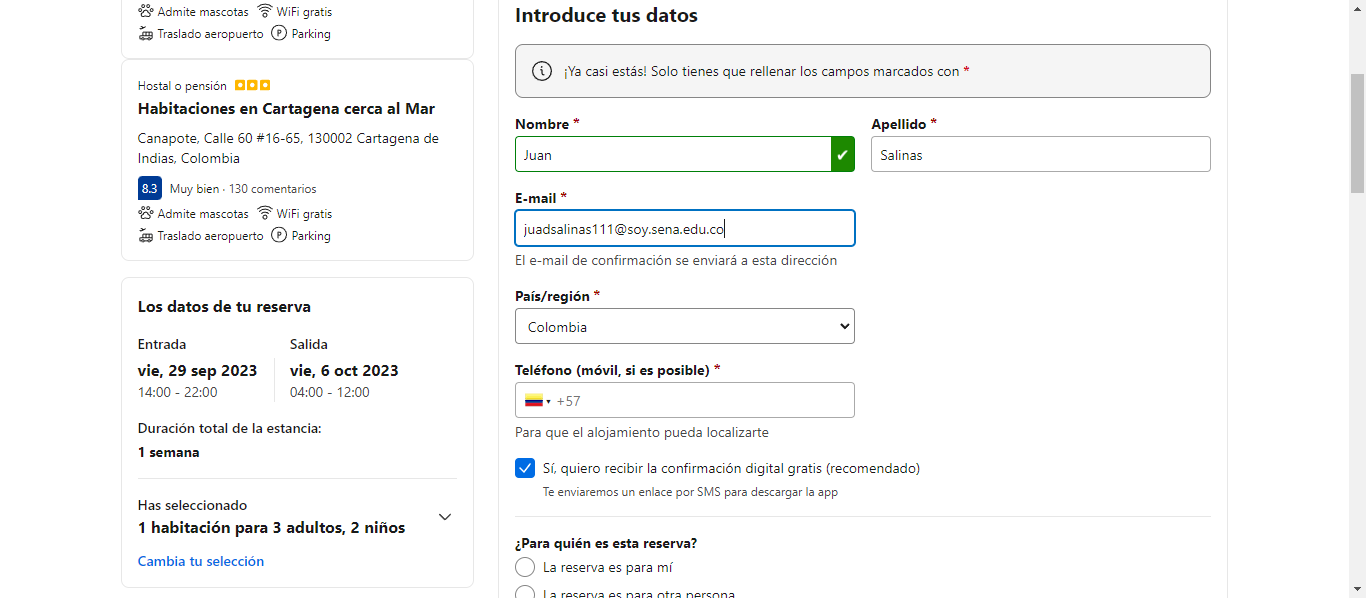 Admite mascotas WiFi gratis
Traslado aeropuerto P Parking
Hostal o pensión
Habitaciones en Cartagena cerca al Mar
Canapote, Calle 60 #16-65, 130002 Cartagena de
Indias, Colombia
8.3 Muy bien · 130 comentarios
Admite mascotas WiFi gratis
Traslado aeropuerto P Parking
Los datos de tu reserva
Entrada Salida
vie, 29 sep 2023 vie, 6 oct 2023
14:00 - 22:00 04:00 - 12:00
Duración total de la estancia:
1 semana
Has seleccionado
1 habitación para 3 adultos, 2 niños
Cambia tu selección
Introduce tus datos
¡Ya casi estás! Solo tienes que rellenar los campos marcados con *
Nombre * Apellido *
Juan Salinas
E-mail *
juadsalinas111@soy.sena.edu.co
El e-mail de confirmación se enviará a esta dirección
País/región *
Colombia
Teléfono (móvil, si es posible) *
+57
Para que el alojamiento pueda localizarte
Sí, quiero recibir la confirmación digital gratis (recomendado)
Te enviaremos un enlace por SMS para descargar la app
¿Para quién es esta reserva?
La reserva es para mí
La reserva es para otra persona